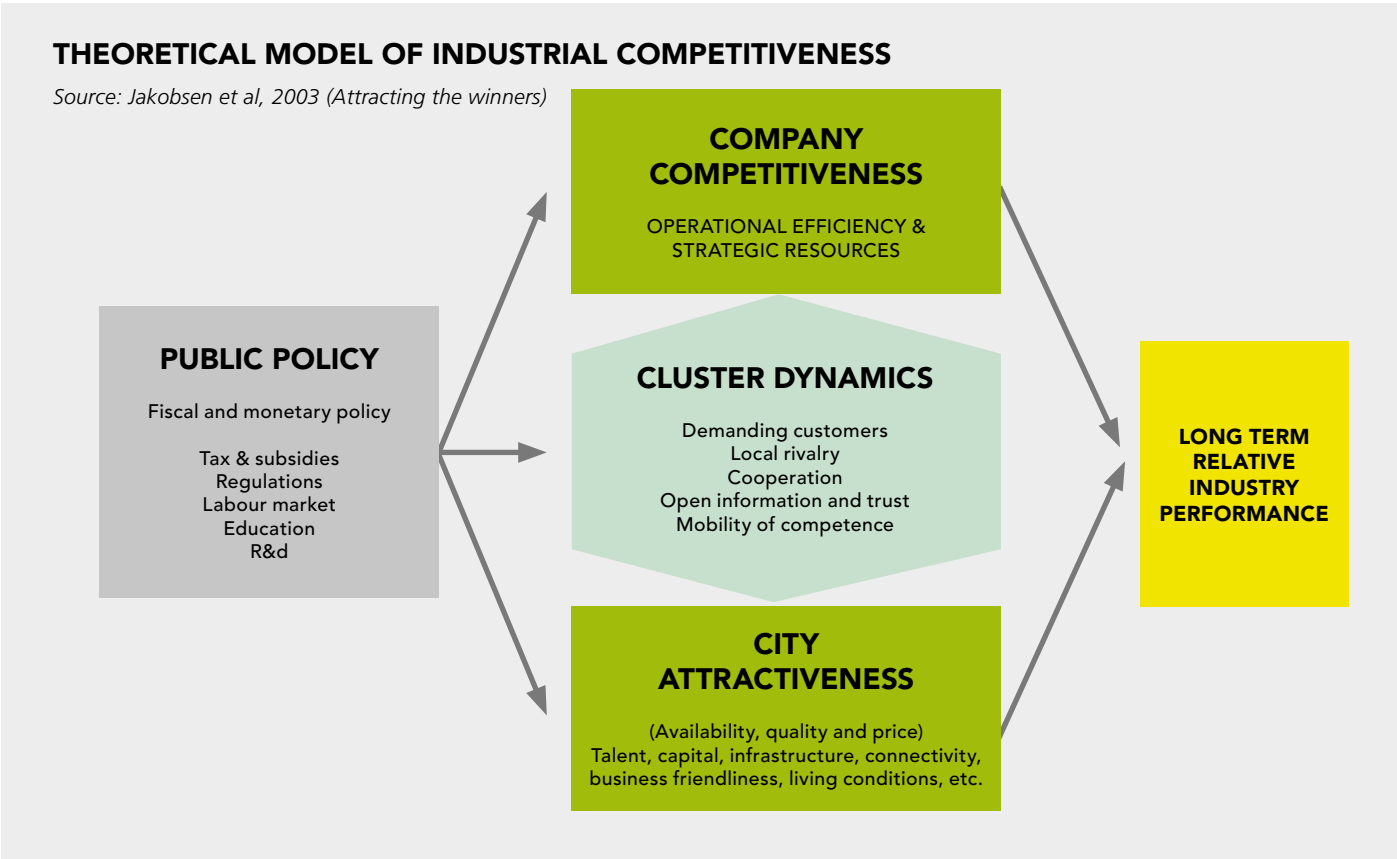 THEORETICAL MODEL OF INDUSTRIAL COMPETITIVENESS
Source: Jakobsen et al, 2003 (Attracting the winners)
COMPANY
COMPETITIVENESS
OPERATIONAL EFFICIENCY &
STRATEGIC RESOURCES
PUBLIC POLICY
Fiscal and monetary policy
Tax & subsidies
Regulations
Labour market
Education
R&d
CLUSTER DYNAMICS
Demanding customers
Local rivalry
Cooperation
Open information and trust
Mobility of competence
CITY
ATTRACTIVENESS
(Availability, quality and price)
Talent, capital, infrastructure, connectivity,
business friendliness, living conditions, etc.
LONG TERM
RELATIVE
INDUSTRY
PERFORMANCE